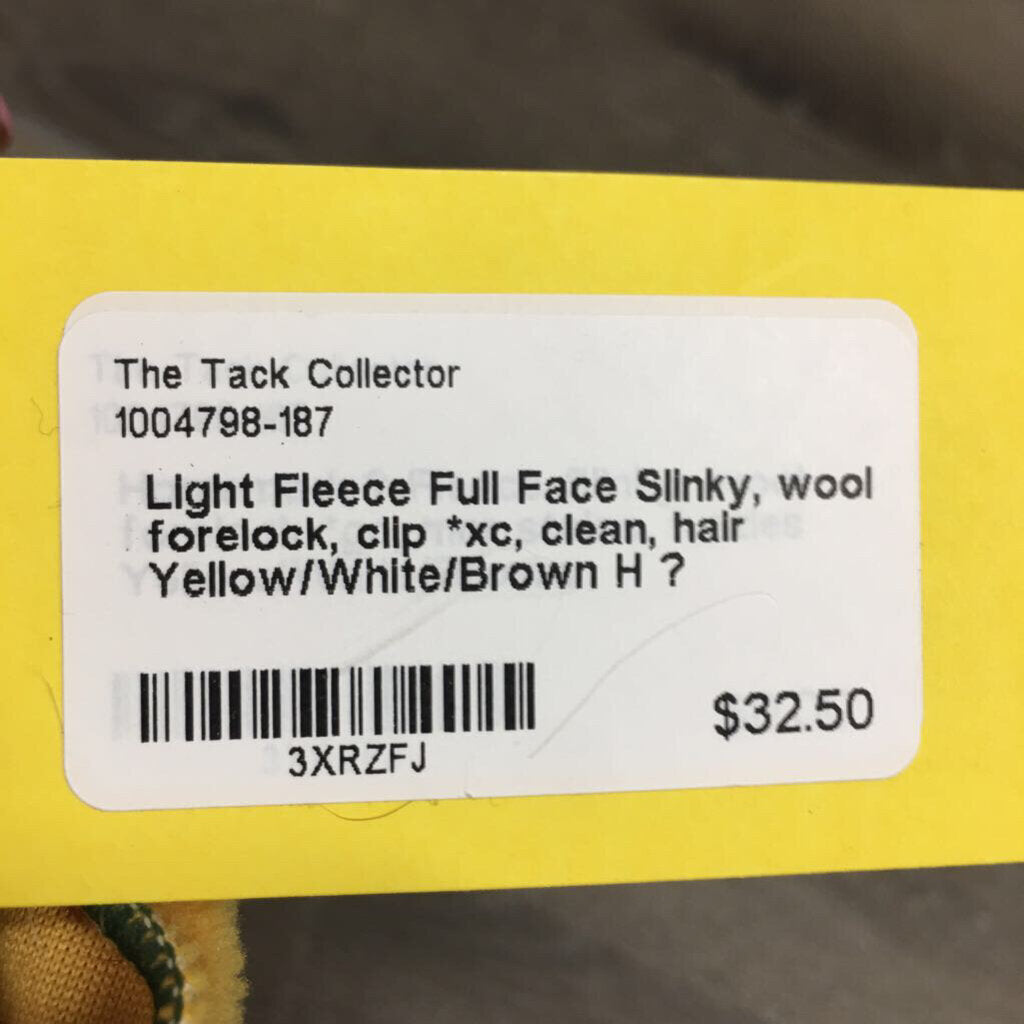 The Tack Collector
1004798-187
Light Fleece Full Face Slinky, wool
forelock, clip *xc, clean, hair
Yellow/White/Brown H ?
3XRZFJ
$32.50